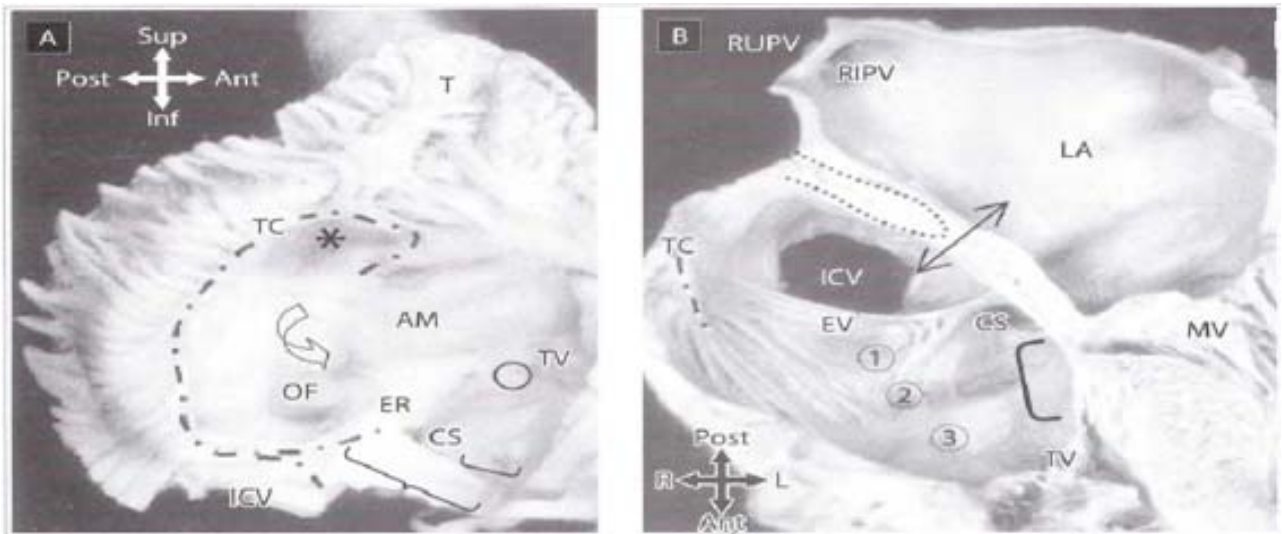 A
Sup
Post Ant
Inf
T
TC
*
AM
TV
OF
ER
CS
ICV
B
RUPV
RIPV
LA
TC
ICV
EV
CS
MV
1
2
3
Post
R L
TV
Ant